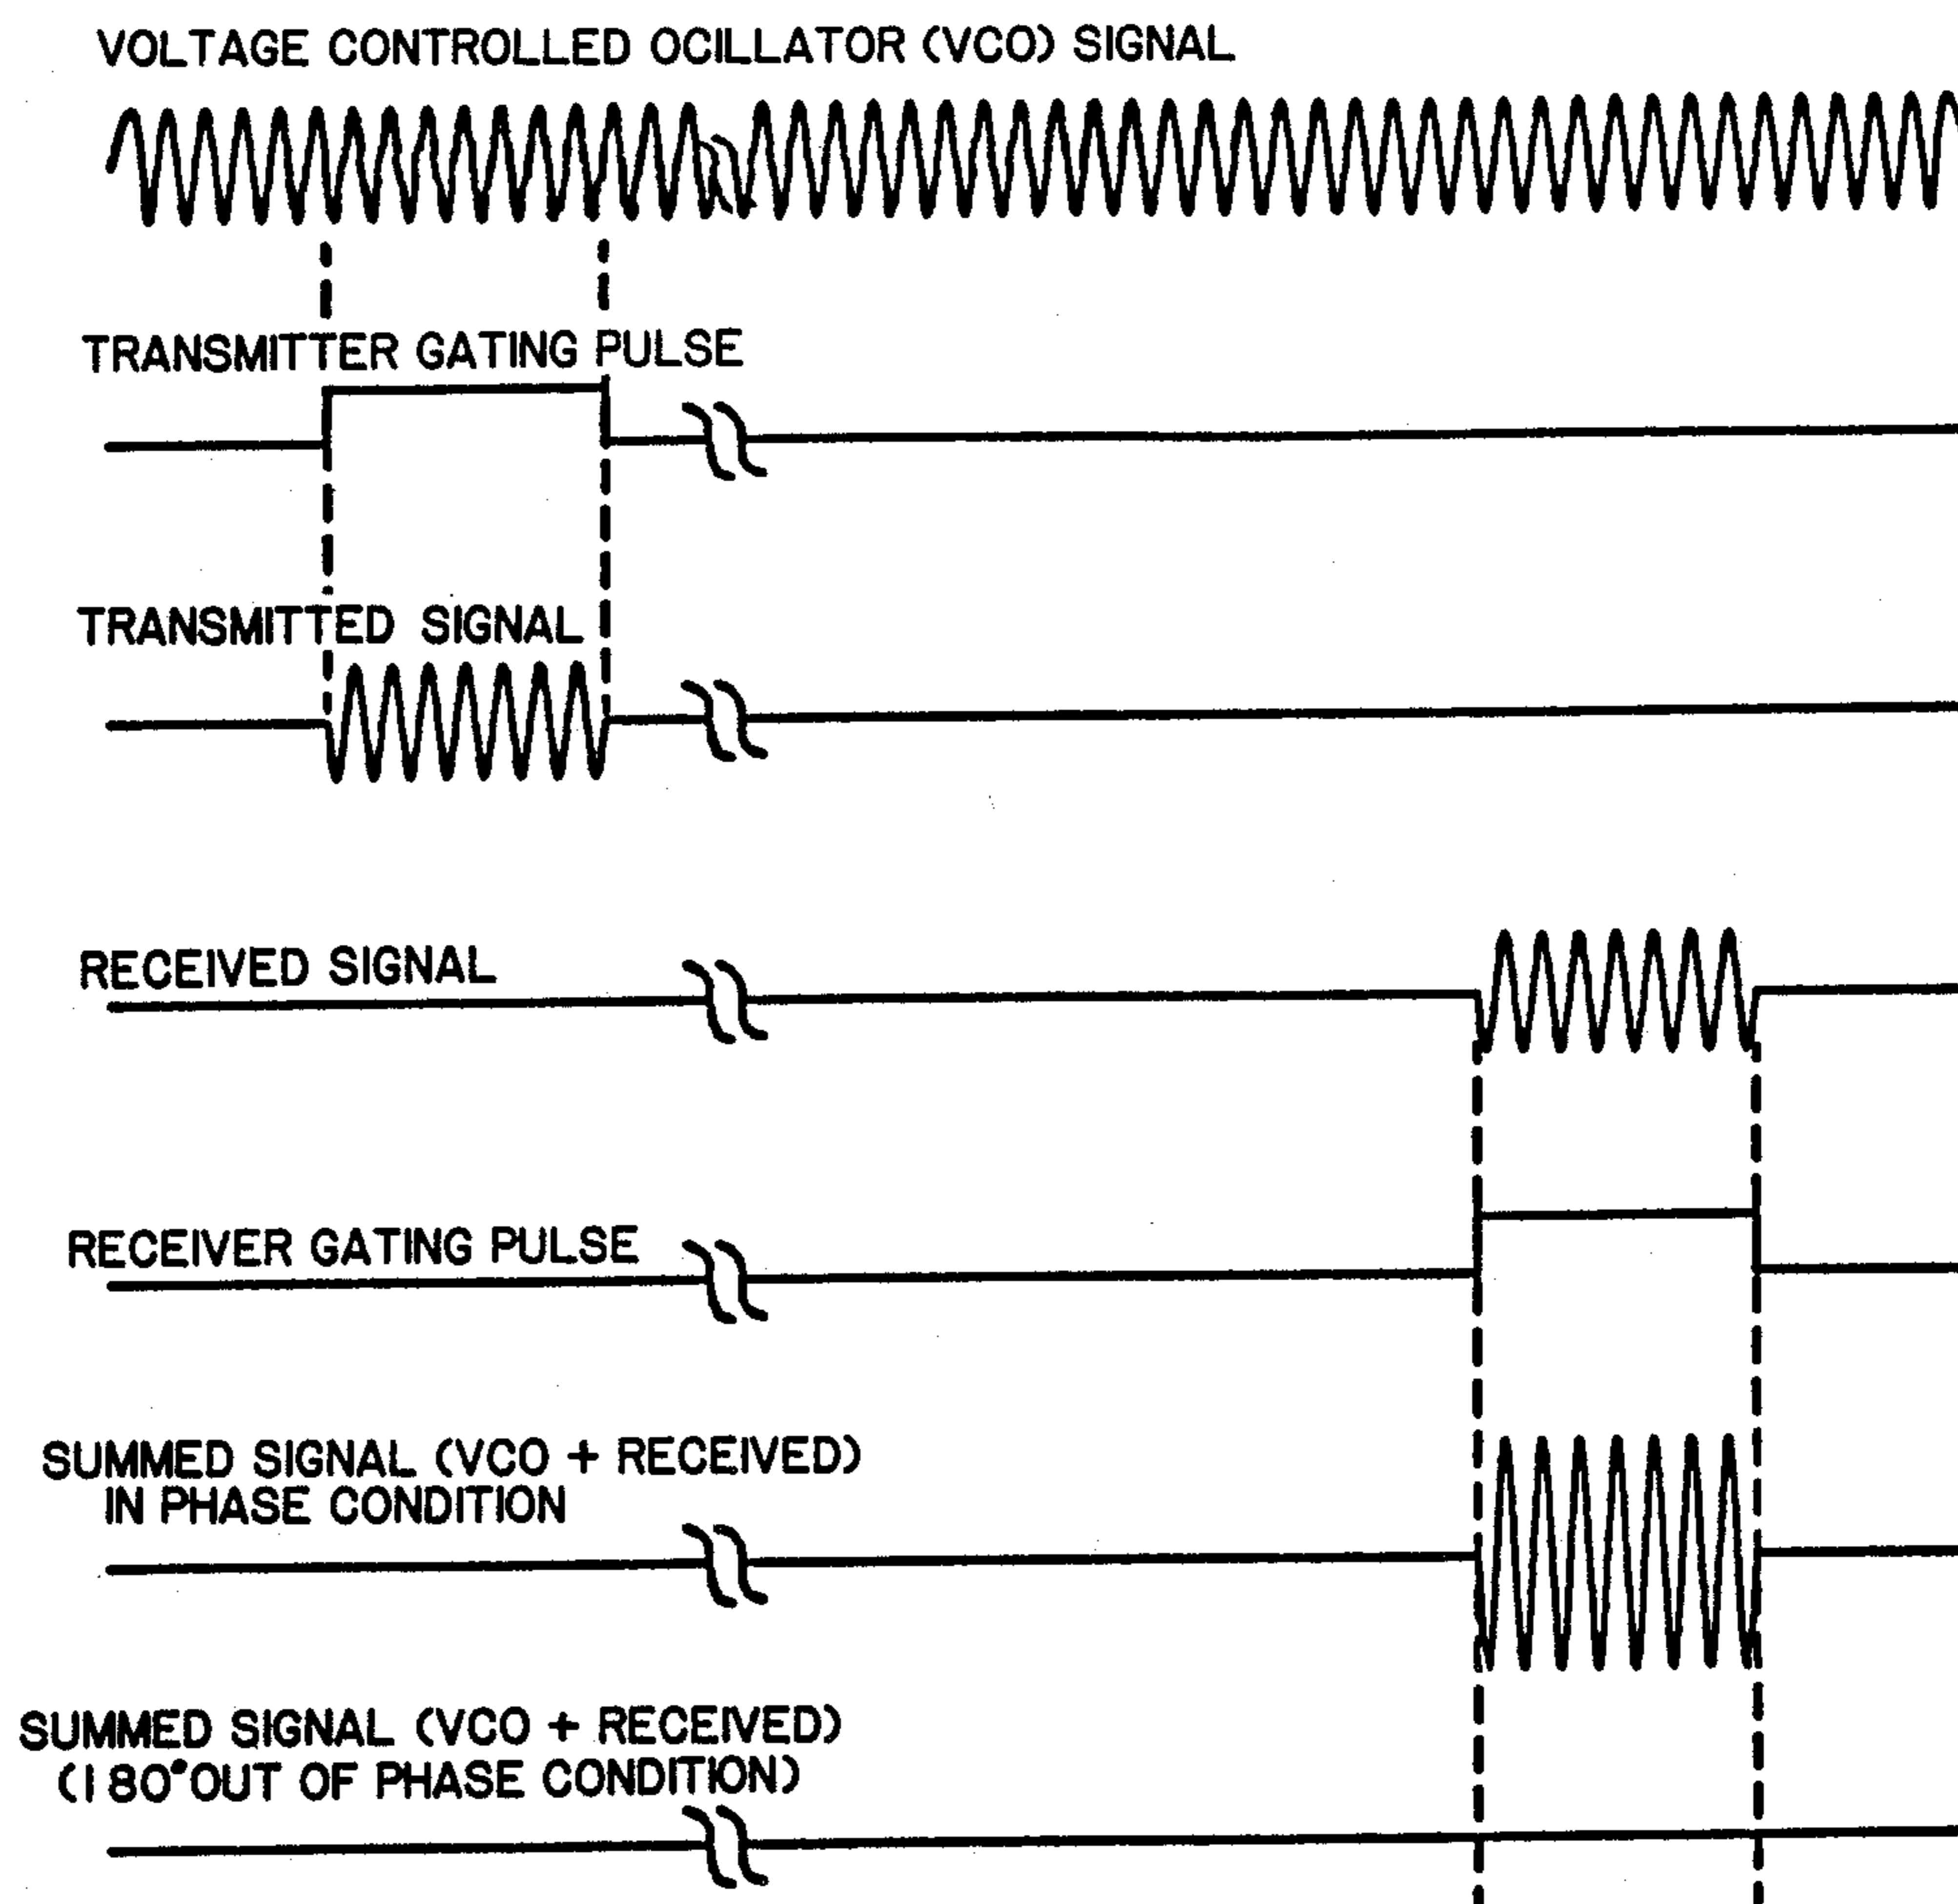 VOLTAGE CONTROLLED OCILLATOR (VCO) SIGNAL
TRANSMITTER GATING PULSE
TRANSMITTED SIGNAL
RECEIVED SIGNAL
RECEIVER GATING PULSE
SUMMED SIGNAL (VCO + RECEIVED)
IN PHASE CONDITION
SUMMED SIGNAL (VCO + RECEIVED)
(180° OUT OF PHASE CONDITION)